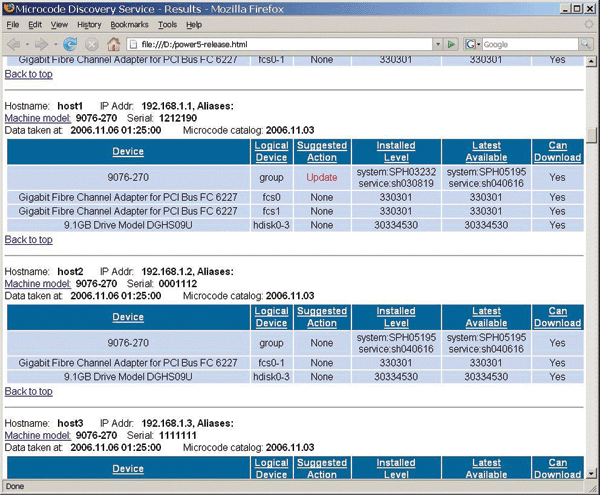 Microcode Discovery Service - Results - Mozilla Firefox
File Edit View History Bookmarks Tools Help
file:///D:/power5-release.html Google
Gigabit Fibre Channel Adapter for PCI Bus FC 6227 fcs0-1 None 330301 330301 Yes
Back to top
Hostname: host1 IP Addr: 192.168.1.1, Aliases:
Machine model: 9076-270 Serial: 1212190
Data taken at: 2006.11.06 01:25:00 Microcode catalog: 2006.11.03
Logical Suggested Installed Latest Can
Device Device Action Level Available Download
system:SPH03232 system:SPH05195
9076-270 group Update Yes
service:sh030819 service:sh040616
Gigabit Fibre Channel Adapter for PCI Bus FC 6227 fcs0 None 330301 330301 Yes
Gigabit Fibre Channel Adapter for PCI Bus FC 6227 fcs1 None 330301 330301 Yes
9.1GB Drive Model DGHS09U hdisk0-3 None 30334530 30334530 Yes
Back to top
Hostname: host2 IP Addr: 192.168.1.2, Aliases:
Machine model: 9076-270 Serial: 0001112
Data taken at: 2006.11.06 01:25:00 Microcode catalog: 2006.11.03
Logical Suggested Installed Latest Can
Device Device Action Level Available Download
system:SPH05195 system:SPH05195
9076-270 group None Yes
service:sh040616 service:sh040616
Gigabit Fibre Channel Adapter for PCI Bus FC 6227 fcs0-1 None 330301 330301 Yes
9.1GB Drive Model DGHS09U hdisk0-3 None 30334530 30334530 Yes
Back to top
Hostname: host3 IP Addr: 192.168.1.3, Aliases:
Machine model: 9076-270 Serial: 1111111
Data taken at: 2006.11.06 01:25:00 Microcode catalog: 2006.11.03
Logical Suggested Installed Latest Can
Device Device Action Level Available Download
Done